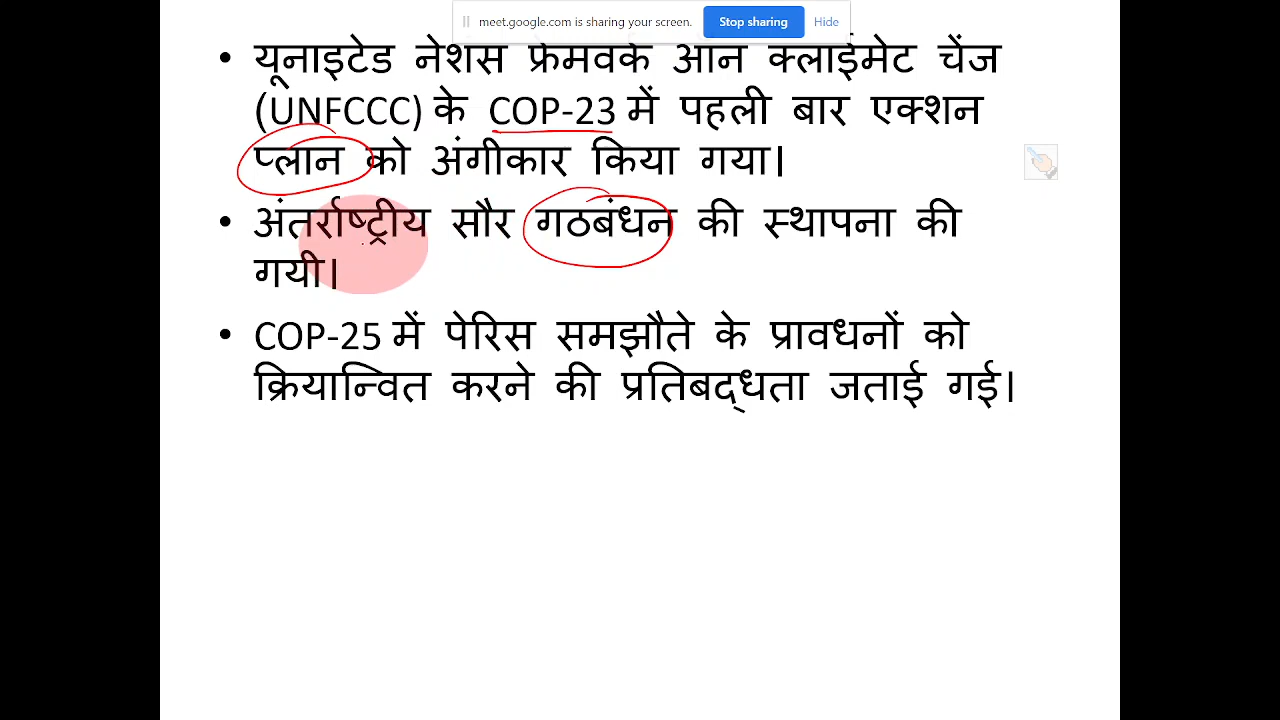 meet.google.com is sharing your screen. Stop sharing Hide
• यूनाइटेड नेशंस फ्रेमवर्क ऑन क्लाईमेट चेंज
(UNFCCC) के COP-23 में पहली बार एक्शन
प्लान को अंगीकार किया गया।
• अंतर्राष्ट्रीय सौर गठबंधन की स्थापना की
गयी।
• COP-25 में पेरिस समझौते के प्रावधनों को
क्रियान्वित करने की प्रतिबद्धता जताई गई।